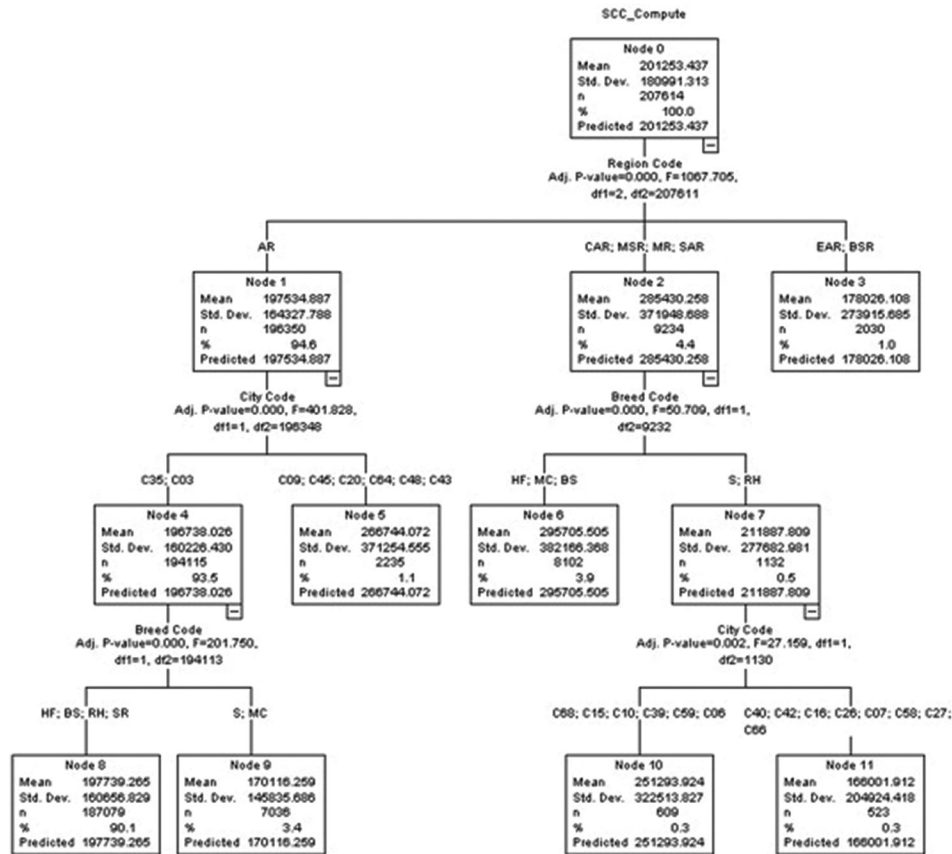 SCC_Compute
Node 0
Mean 201253.437
Std. Dev. 180991.313
n 207614
% 100.0
Predicted 201253.437
Region Code
Adj. P-value=0.000, F=1067.705,
df1=2, df2=207611
AR
CAR; MSR; MR; SAR
EAR; BSR
Node 1
Mean 197534.887
Std. Dev. 164327.788
n 196350
% 94.6
Predicted 197534.887
Node 2
Mean 285430.258
Std. Dev. 371948.688
n 9234
% 4.4
Predicted 285430.258
Node 3
Mean 178026.108
Std. Dev. 273915.685
n 2030
% 1.0
Predicted 178026.108
City Code
Adj. P-value=0.000, F=401.828,
df1=1, df2=196348
Breed Code
Adj. P-value=0.000, F=50.709, df1=1,
df2=9232
C35; C03
C09; C45; C20; C64; C48; C43
HF; MC; BS
S; RH
Node 4
Mean 196738.026
Std. Dev. 160226.430
n 194115
% 93.5
Predicted 196738.026
Node 5
Mean 266744.072
Std. Dev. 371254.555
n 2235
% 1.1
Predicted 266744.072
Node 6
Mean 295705.505
Std. Dev. 382166.368
n 8102
% 3.9
Predicted 295705.505
Node 7
Mean 211887.809
Std. Dev. 277682.981
n 1132
% 0.5
Predicted 211887.809
Breed Code
Adj. P-value=0.000, F=201.750,
df1=1, df2=194113
City Code
Adj. P-value=0.002, F=27.159, df1=1,
df2=1130
HF; BS; RH; SR
S; MC
C68; C15; C10; C39; C59; C06
C40; C42; C16; C26; C07; C58; C27;
C66
Node 8
Mean 197739.265
Std. Dev. 160656.829
n 187079
% 90.1
Predicted 197739.265
Node 9
Mean 170116.259
Std. Dev. 145835.686
n 7036
% 3.4
Predicted 170116.259
Node 10
Mean 251293.924
Std. Dev. 322513.827
n 609
% 0.3
Predicted 251293.924
Node 11
Mean 166001.912
Std. Dev. 204924.418
n 523
% 0.3
Predicted 166001.912